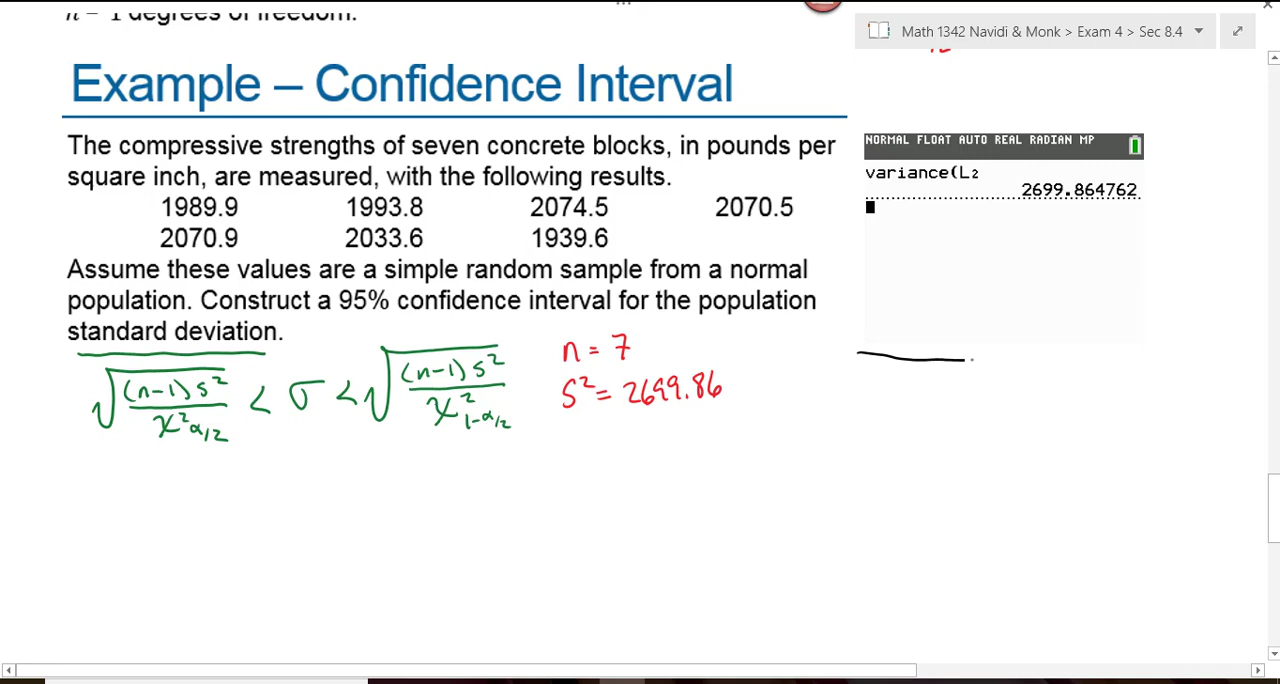 n − 1 degrees of freedom.
Math 1342 Navidi & Monk > Exam 4 > Sec 8.4
Example – Confidence Interval
The compressive strengths of seven concrete blocks, in pounds per
square inch, are measured, with the following results.
1989.9 1993.8 2074.5 2070.5
2070.9 2033.6 1939.6
Assume these values are a simple random sample from a normal
population. Construct a 95% confidence interval for the population
standard deviation.
√((n-1)s²/χ²α/2) < σ < √((n-1)s²/χ²1-α/2)
n = 7
S² = 2699.86
NORMAL FLOAT AUTO REAL RADIAN MP
variance(L₂
2699.864762